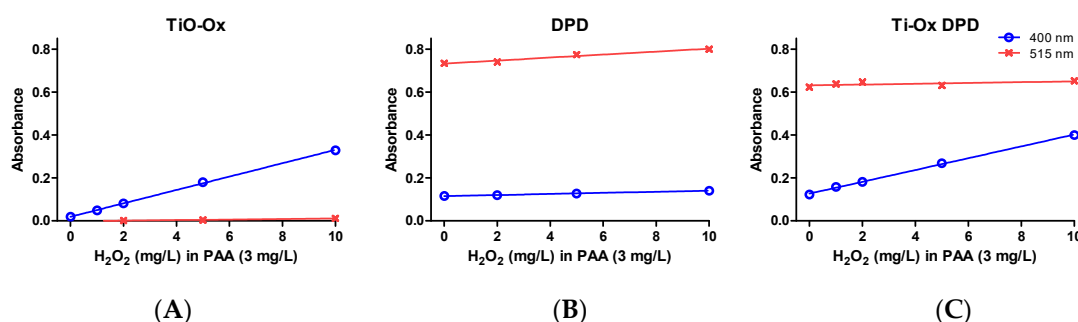 TiO-Ox
Absorbance
0.8
0.6
0.4
0.2
0.0
0 2 4 6 8 10
H₂O₂ (mg/L) in PAA (3 mg/L)
(A)
DPD
Absorbance
0.8
0.6
0.4
0.2
0.0
0 2 4 6 8 10
H₂O₂ (mg/L) in PAA (3 mg/L)
(B)
Ti-Ox DPD
400 nm
515 nm
Absorbance
0.8
0.6
0.4
0.2
0.0
0 2 4 6 8 10
H₂O₂ (mg/L) in PAA (3 mg/L)
(C)